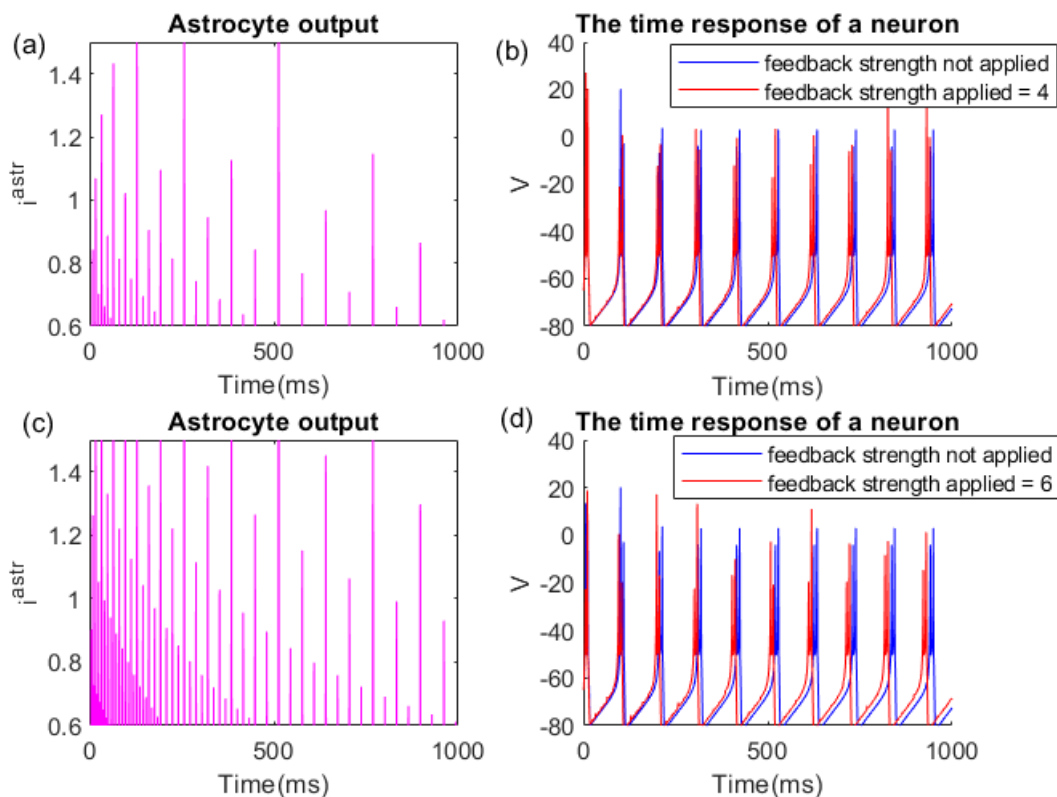 (a)
Astrocyte output
1.4
1.2
1
0.8
0.6
i^astr
0
500
1000
Time(ms)
(b)
The time response of a neuron
40
20
0
-20
-40
-60
-80
V
feedback strength not applied
feedback strength applied = 4
0
500
1000
Time(ms)
(c)
Astrocyte output
1.4
1.2
1
0.8
0.6
i^astr
0
500
1000
Time(ms)
(d)
The time response of a neuron
40
20
0
-20
-40
-60
-80
V
feedback strength not applied
feedback strength applied = 6
0
500
1000
Time(ms)